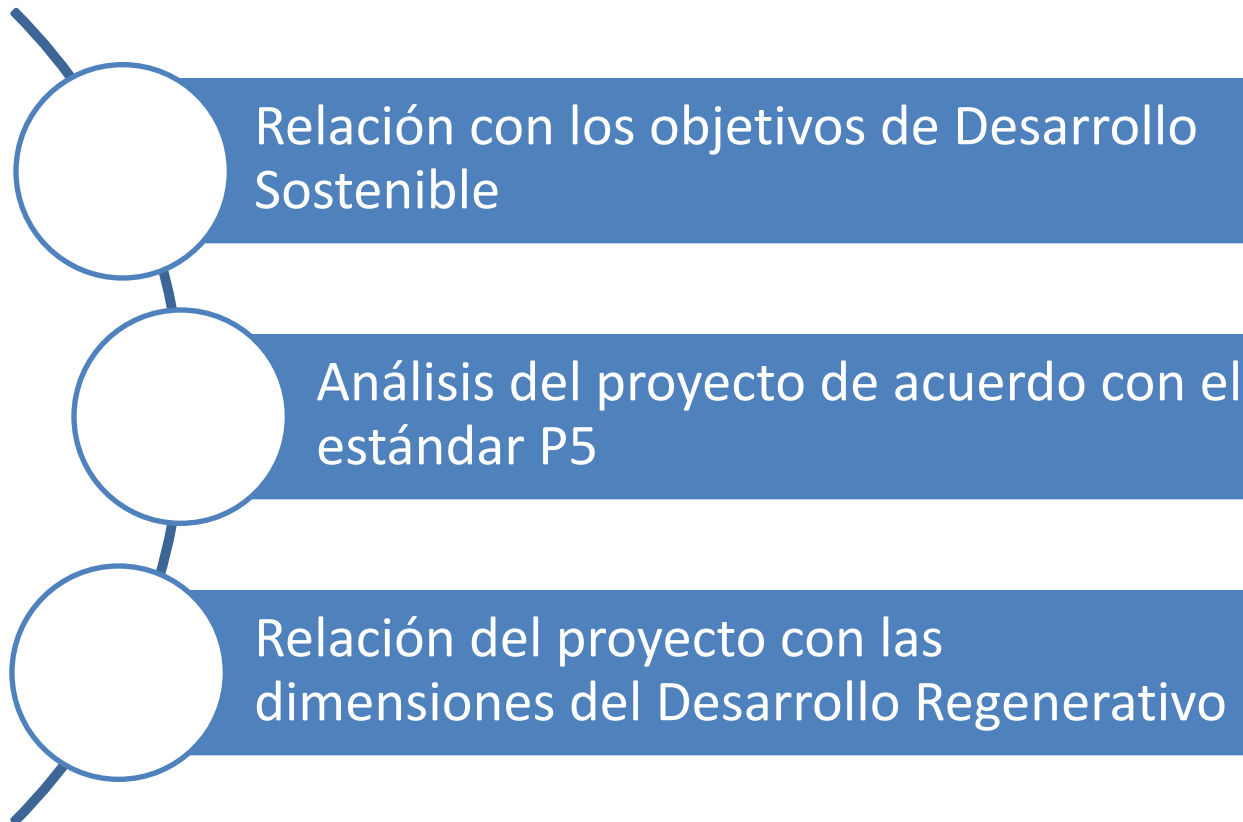 Relación con los objetivos de Desarrollo
Sostenible
Análisis del proyecto de acuerdo con el
estándar P5
Relación del proyecto con las
dimensiones del Desarrollo Regenerativo